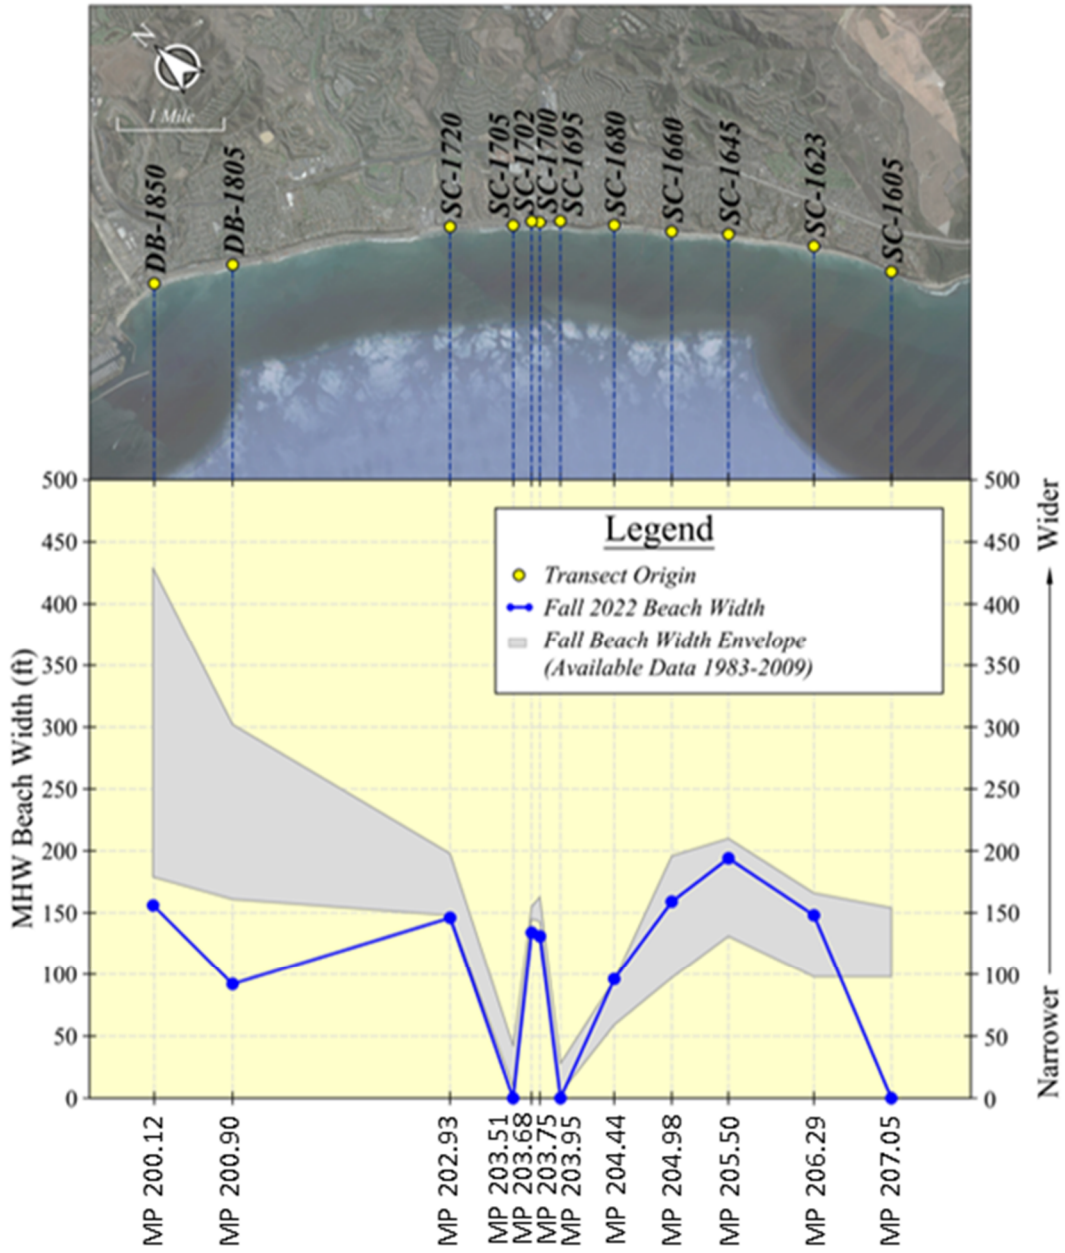 N
1 Mile
DB-1850
DB-1805
SC-1720
SC-1705
SC-1702
SC-1700
SC-1695
SC-1680
SC-1660
SC-1645
SC-1623
SC-1605
500
450
400
350
300
250
200
150
100
50
0
MHW Beach Width (ft)
Legend
Transect Origin
Fall 2022 Beach Width
Fall Beach Width Envelope
(Available Data 1983-2009)
500
450
400
350
300
250
200
150
100
50
0
Wider
Narrower
MP 200.12
MP 200.90
MP 202.93
MP 203.51
MP 203.68
MP 203.75
MP 203.95
MP 204.44
MP 204.98
MP 205.50
MP 206.29
MP 207.05